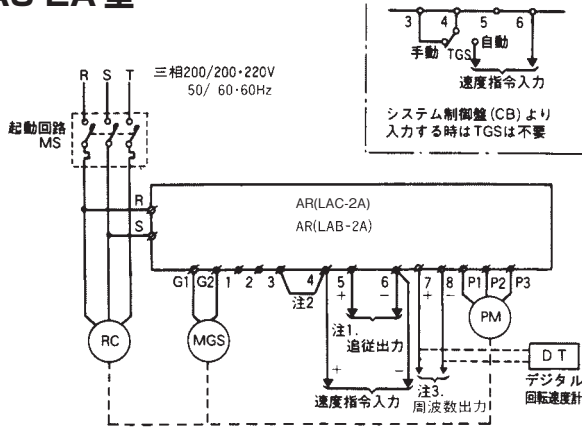 3 4 5 6
手動 TGS 自動
速度指令入力
システム制御盤(CB)より
入力する時はTGSは不要
R S T
三相200/200・220V
50/ 60・60Hz
起動回路
MS
R
S
AR(LAC-2A)
AR(LAB-2A)
G1 G2 1 2 3 4 5 6 7 8 P1 P2 P3
注2
+ - + -
注1.
追従出力
RC
MGS
PM
+ -
速度指令入力
注3.
周波数出力
DT
デジタル
回転速度計